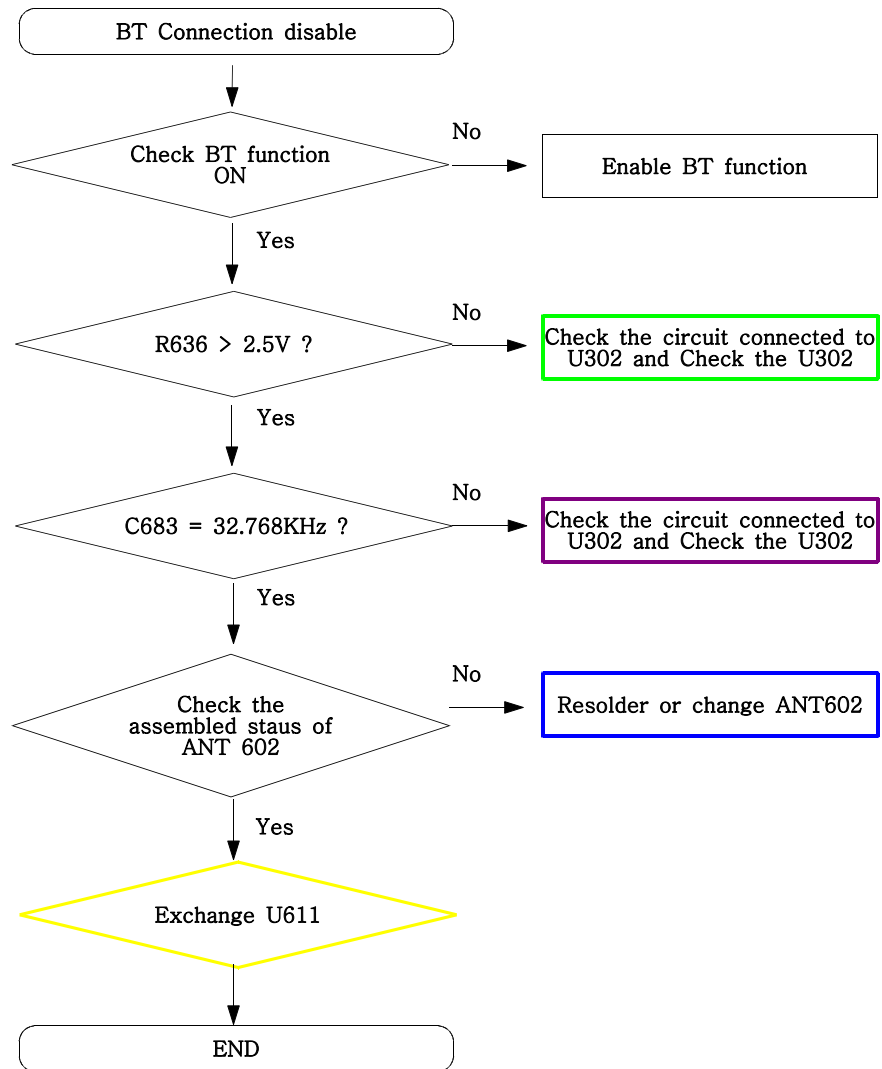 BT Connection disable
Check BT function
ON
No
Enable BT function
Yes
R636 > 2.5V ?
No
Check the circuit connected to
U302 and Check the U302
Yes
C683 = 32.768KHz ?
No
Check the circuit connected to
U302 and Check the U302
Yes
Check the
assembled staus of
ANT 602
No
Resolder or change ANT602
Yes
Exchange U611
END